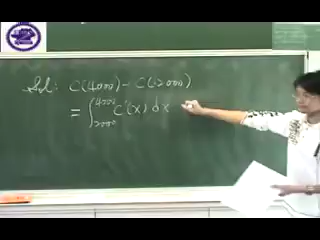 Sol: C(4000) - C(2000)
= ∫₂₀₀₀⁴⁰⁰⁰ C'(x) dx